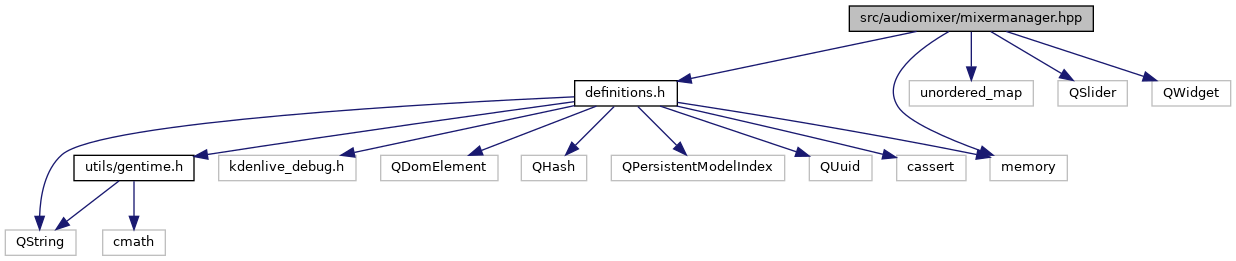 src/audiomixer/mixermanager.hpp
definitions.h
unordered_map
QSlider
QWidget
utils/gentime.h
kdenlive_debug.h
QDomElement
QHash
QPersistentModelIndex
QUuid
cassert
memory
QString
cmath